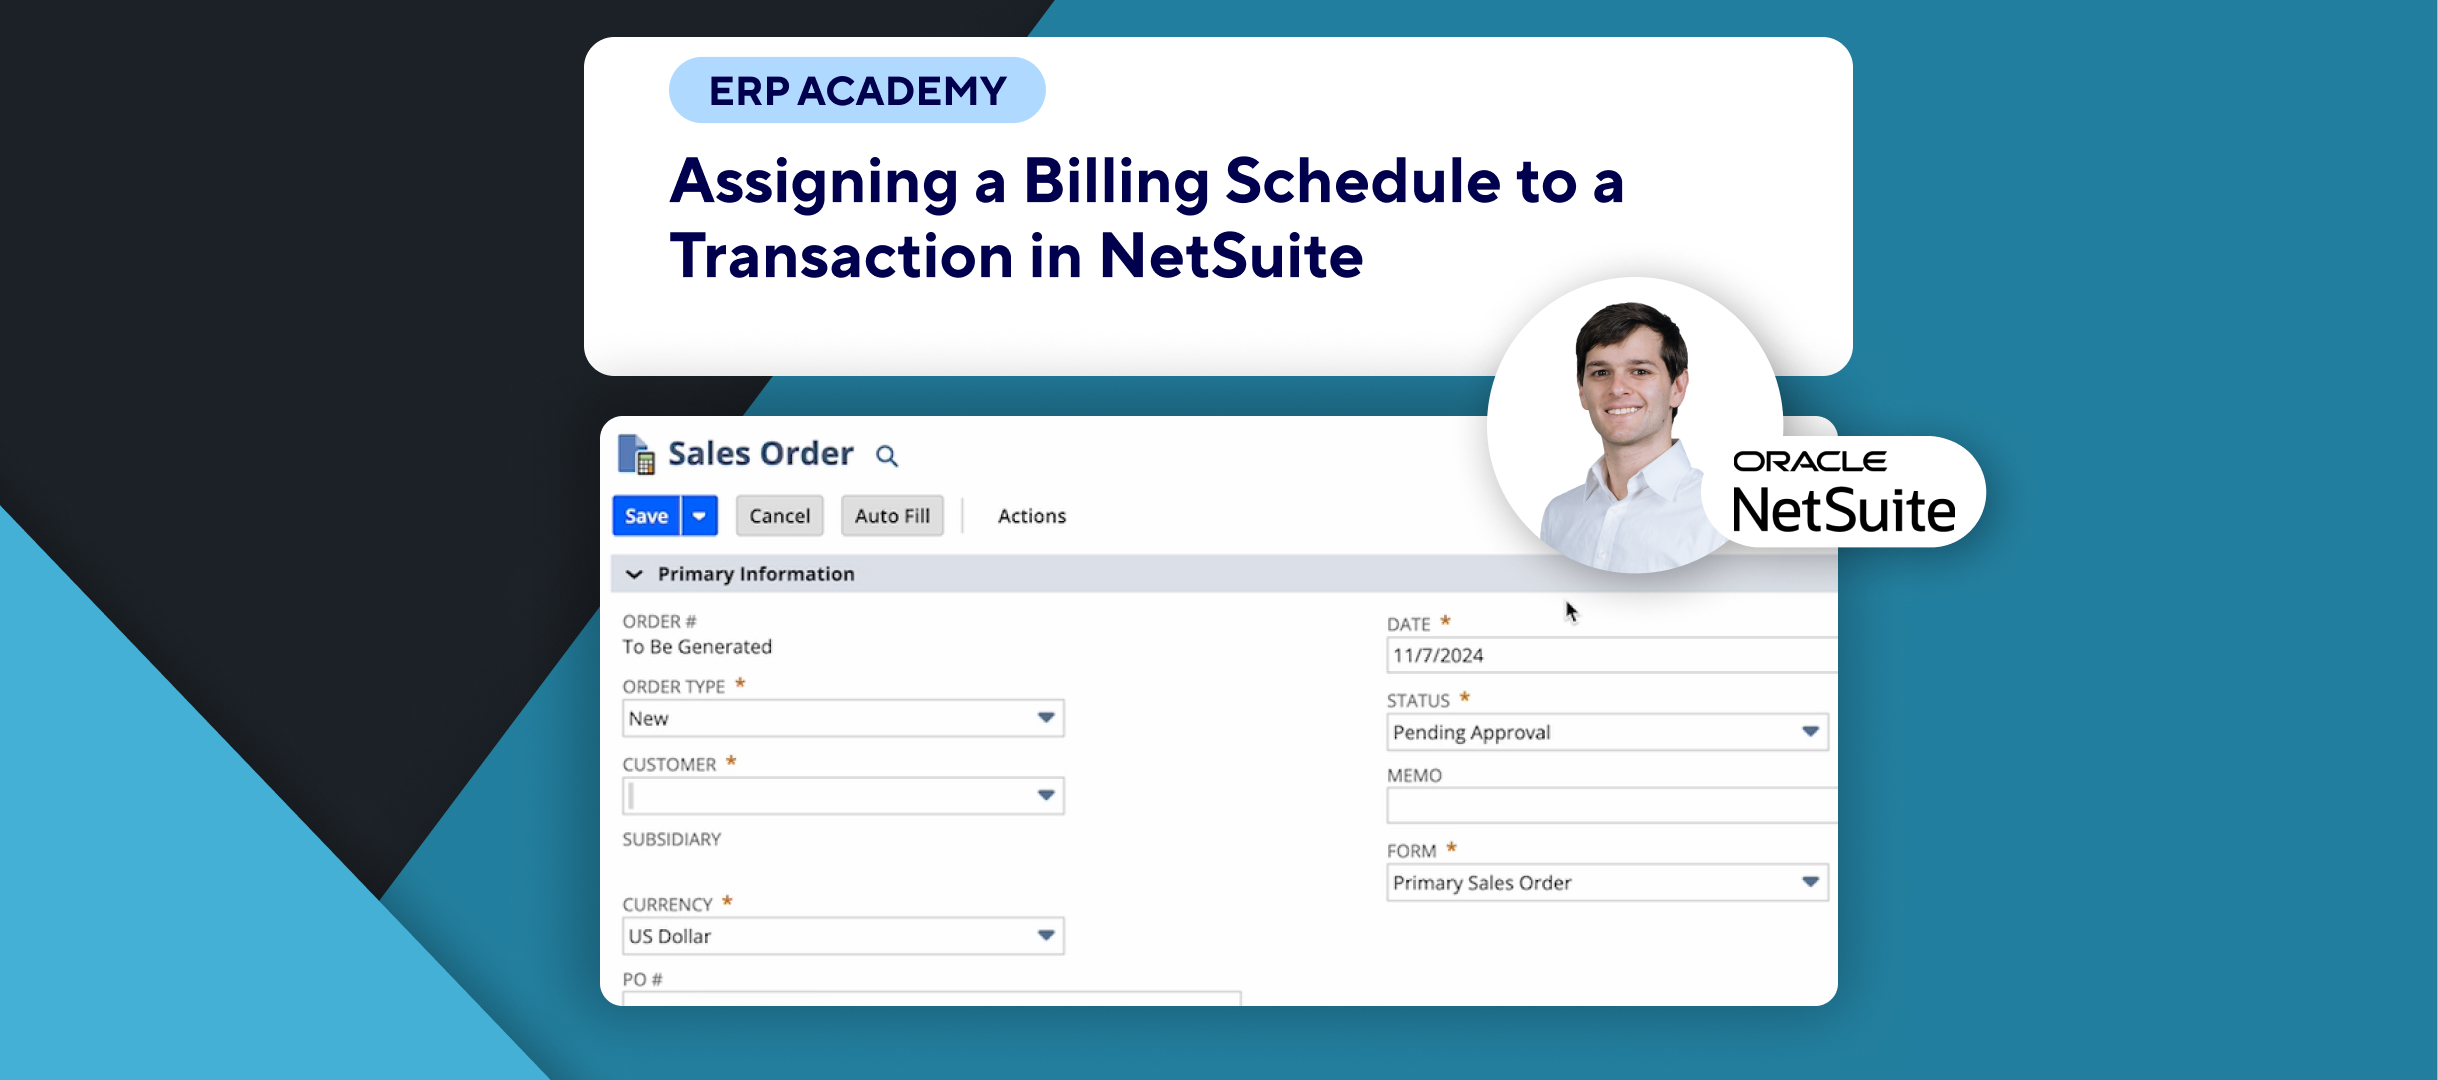 ERP ACADEMY
Assigning a Billing Schedule to a
Transaction in NetSuite
ORACLE
NetSuite
Sales Order
Save
Cancel
Auto Fill
Actions
Primary Information
ORDER #
To Be Generated
ORDER TYPE *
New
CUSTOMER *
SUBSIDIARY
CURRENCY *
US Dollar
PO #
DATE *
11/7/2024
STATUS *
Pending Approval
MEMO
FORM *
Primary Sales Order